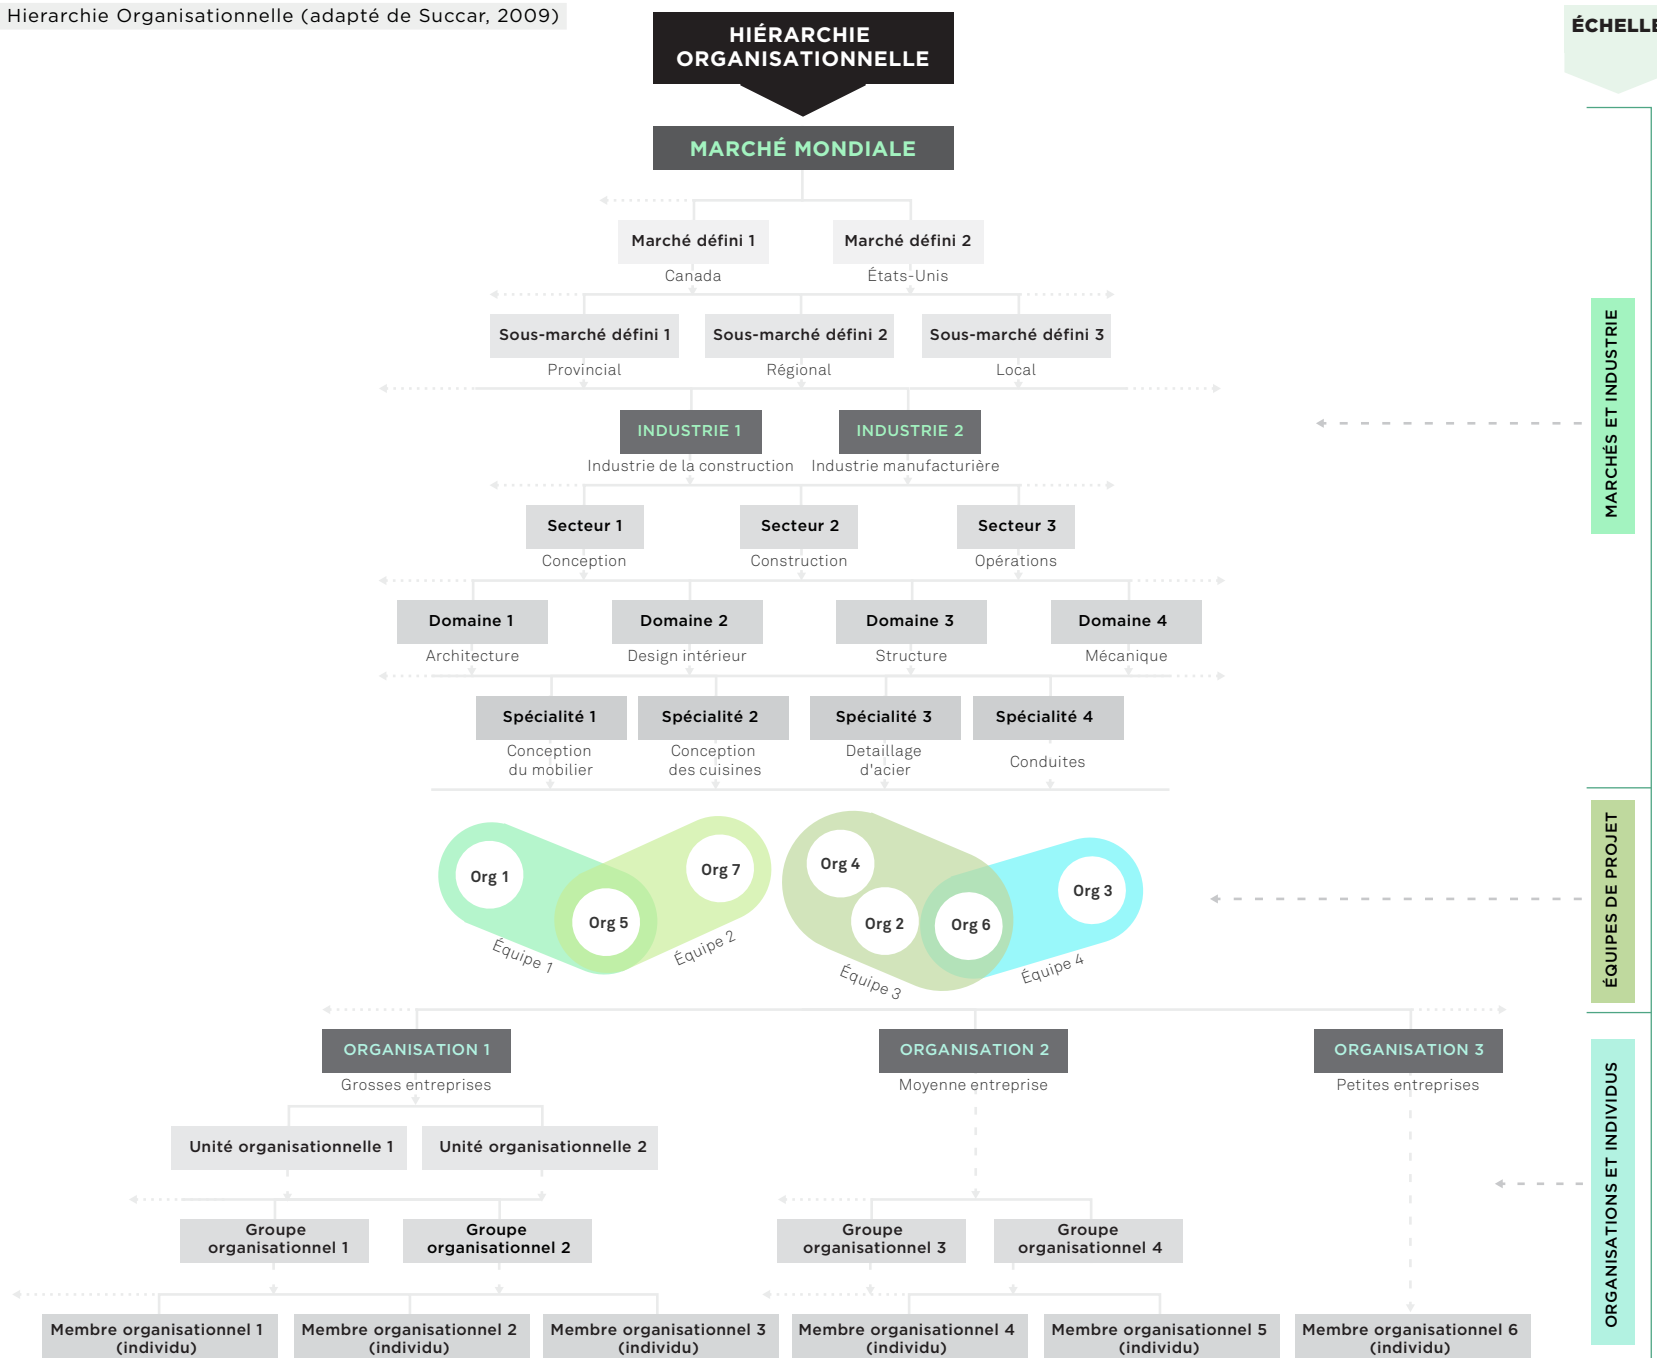 Hierarchie Organisationnelle (adapté de Succar, 2009)
HIÉRARCHIE
ORGANISATIONNELLE
ÉCHELLE
MARCHÉ MONDIALE
Marché défini 1
Marché défini 2
Canada
États-Unis
Sous-marché défini 1
Sous-marché défini 2
Sous-marché défini 3
Provincial
Régional
Local
INDUSTRIE 1
INDUSTRIE 2
Industrie de la construction
Industrie manufacturière
MARCHÉS ET INDUSTRIE
Secteur 1
Secteur 2
Secteur 3
Conception
Construction
Opérations
Domaine 1
Domaine 2
Domaine 3
Domaine 4
Architecture
Design intérieur
Structure
Mécanique
Spécialité 1
Spécialité 2
Spécialité 3
Spécialité 4
Conception
du mobilier
Conception
des cuisines
Detaillage
d'acier
Conduites
Org 1
Org 5
Org 7
Org 4
Org 2
Org 6
Org 3
Équipe 1
Équipe 2
Équipe 3
Équipe 4
ÉQUIPES DE PROJET
ORGANISATION 1
ORGANISATION 2
ORGANISATION 3
Grosses entreprises
Moyenne entreprise
Petites entreprises
Unité organisationnelle 1
Unité organisationnelle 2
ORGANISATIONS ET INDIVIDUS
Groupe
organisationnel 1
Groupe
organisationnel 2
Groupe
organisationnel 3
Groupe
organisationnel 4
Membre organisationnel 1
(individu)
Membre organisationnel 2
(individu)
Membre organisationnel 3
(individu)
Membre organisationnel 4
(individu)
Membre organisationnel 5
(individu)
Membre organisationnel 6
(individu)